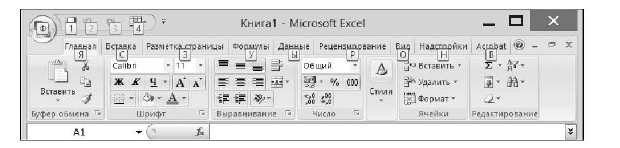 Ф 1 2 3 4 Книга1 - Microsoft Excel
Главная Вставка Разметка страницы Формулы Данные Рецензирование Вид Надстройки Acrobat
Я С З У Ы Р О Н В
Calibri 11 Общий Вставить
Ж К Ч А А % 000 Удалить
Вставить Стили Формат
Буфер обмена Шрифт Выравнивание Число Ячейки Редактирование
A1 fx